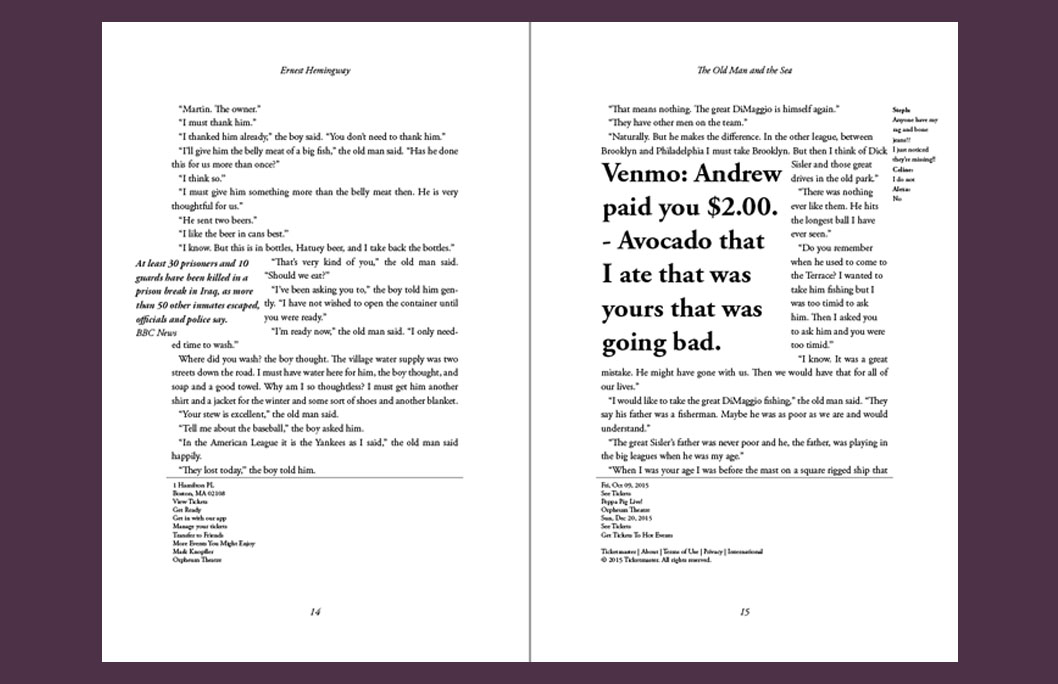 Ernest Hemingway
“Martin. The owner.”
“I must thank him.”
“I thanked him already,” the boy said. “You don’t need to thank him.”
“I’ll give him the belly meat of a big fish,” the old man said. “Has he done
this for us more than once?”
“I think so.”
“I must give him something more than the belly meat then. He is very
thoughtful for us.”
“He sent two beers.”
“I like the beer in cans best.”
“I know. But this is in bottles, Hatuey beer, and I take back the bottles.”
At least 30 prisoners and 10
guards have been killed in a
prison break in Iraq, as more
than 50 other inmates escaped,
officials and police say.
BBC News
“That’s very kind of you,” the old man said.
“Should we eat?”
“I’ve been asking you to,” the boy told him gen-
tly. “I have not wished to open the container until
you were ready.”
“I’m ready now,” the old man said. “I only need-
ed time to wash.”
Where did you wash? the boy thought. The village water supply was two
streets down the road. I must have water here for him, the boy thought, and
soap and a good towel. Why am I so thoughtless? I must get him another
shirt and a jacket for the winter and some sort of shoes and another blanket.
“Your stew is excellent,” the old man said.
“Tell me about the baseball,” the boy asked him.
“In the American League it is the Yankees as I said,” the old man said
happily.
“They lost today,” the boy told him.
1 Hamilton PL
Boston, MA 02108
View Tickets
Get Ready
Get in with our app
Manage your tickets
Transfer to Friends
More Events You Might Enjoy
Mark Knopfler
Orpheum Theatre
14
The Old Man and the Sea
“That means nothing. The great DiMaggio is himself again.”
“They have other men on the team.”
“Naturally. But he makes the difference. In the other league, between
Brooklyn and Philadelphia I must take Brooklyn. But then I think of Dick
Venmo: Andrew
paid you $2.00.
- Avocado that
I ate that was
yours that was
going bad.
Sisler and those great
drives in the old park.”
“There was nothing
ever like them. He hits
the longest ball I have
ever seen.”
“Do you remember
when he used to come to
the Terrace? I wanted to
take him fishing but I
was too timid to ask
him. Then I asked you
to ask him and you were
too timid.”
“I know. It was a great
mistake. He might have gone with us. Then we would have that for all of
our lives.”
“I would like to take the great DiMaggio fishing,” the old man said. “They
say his father was a fisherman. Maybe he was as poor as we are and would
understand.”
“The great Sisler’s father was never poor and he, the father, was playing in
the big leagues when he was my age.”
“When I was your age I was before the mast on a square rigged ship that
Steph:
Anyone have my
rag and bone
jeans??
I just noticed
they’re missing!!
Celine:
I do not
Alexa:
No
Fri, Oct 09, 2015
See Tickets
Peppa Pig Live!
Orpheum Theatre
Sun, Dec 20, 2015
See Tickets
Get Tickets To Hot Events
Ticketmaster | About | Terms of Use | Privacy | International
© 2015 Ticketmaster. All rights reserved.
15